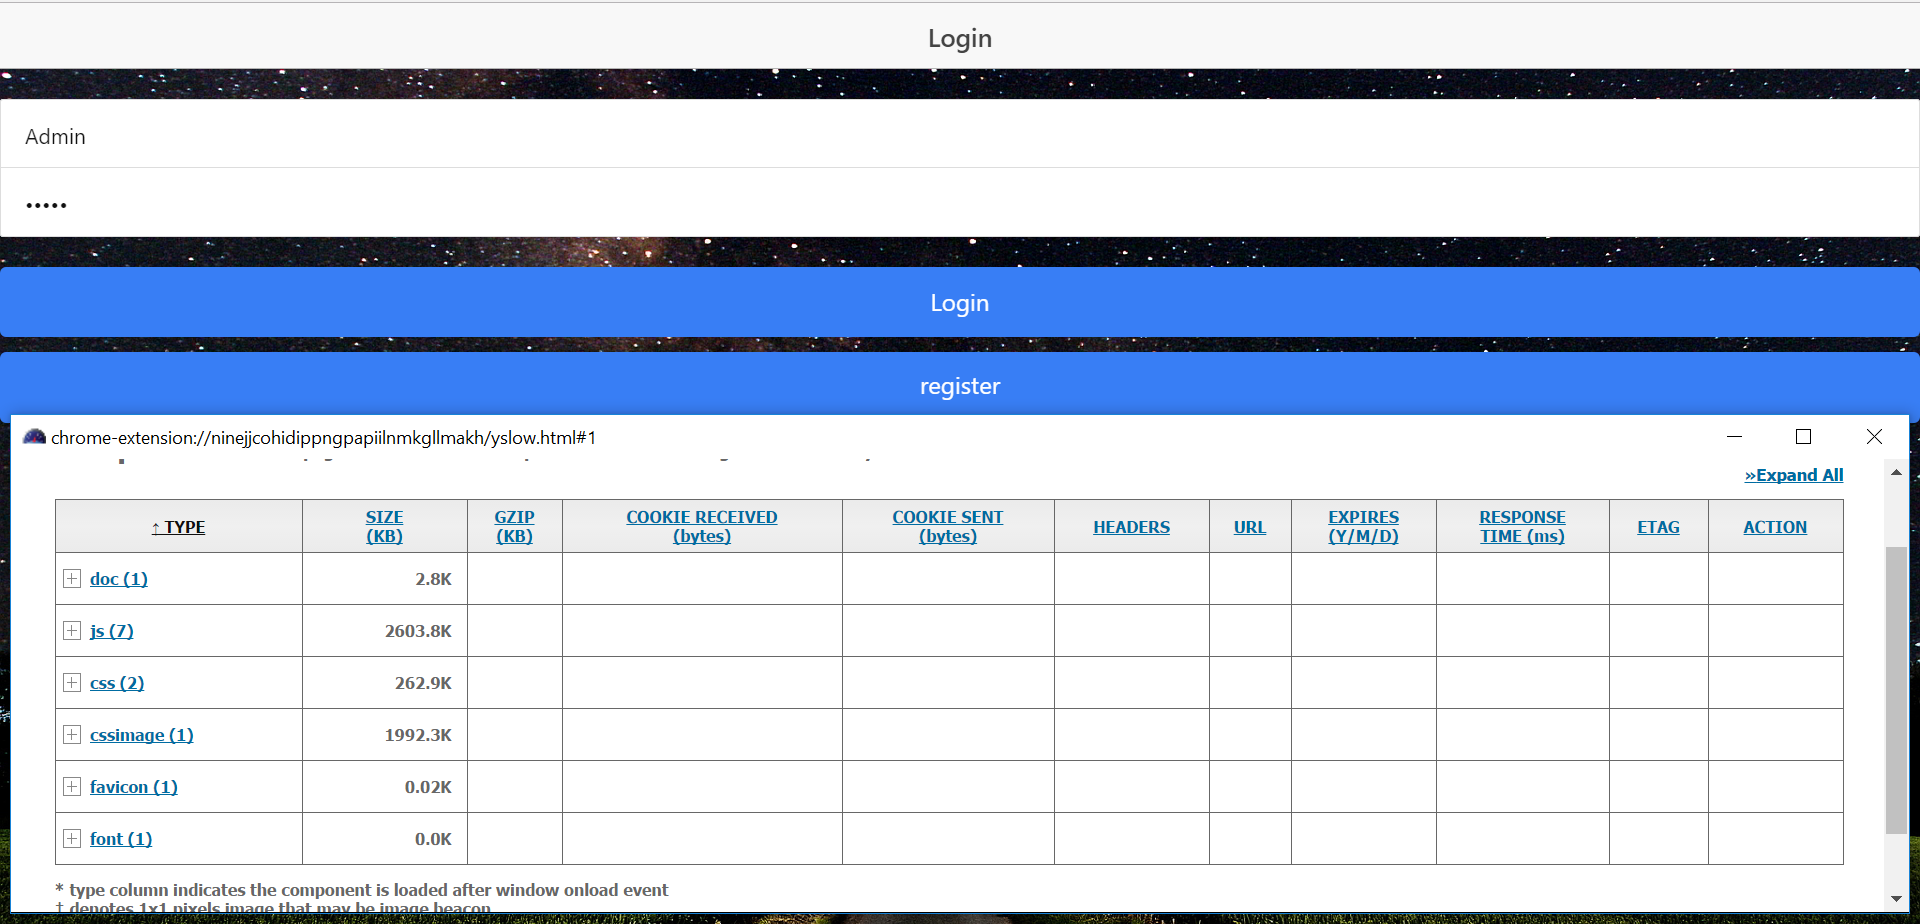 Login
Admin
•••••
Login
register
chrome-extension://ninejjcohidippngpapiilnmkgllmakh/yslow.html#1
»Expand All
↑ TYPE SIZE (KB) GZIP (KB) COOKIE RECEIVED (bytes) COOKIE SENT (bytes) HEADERS URL EXPIRES (Y/M/D) RESPONSE TIME (ms) ETAG ACTION
doc (1) 2.8K
js (7) 2603.8K
css (2) 262.9K
cssimage (1) 1992.3K
favicon (1) 0.02K
font (1) 0.0K
* type column indicates the component is loaded after window onload event
† denotes 1x1 pixels image that may be image beacon